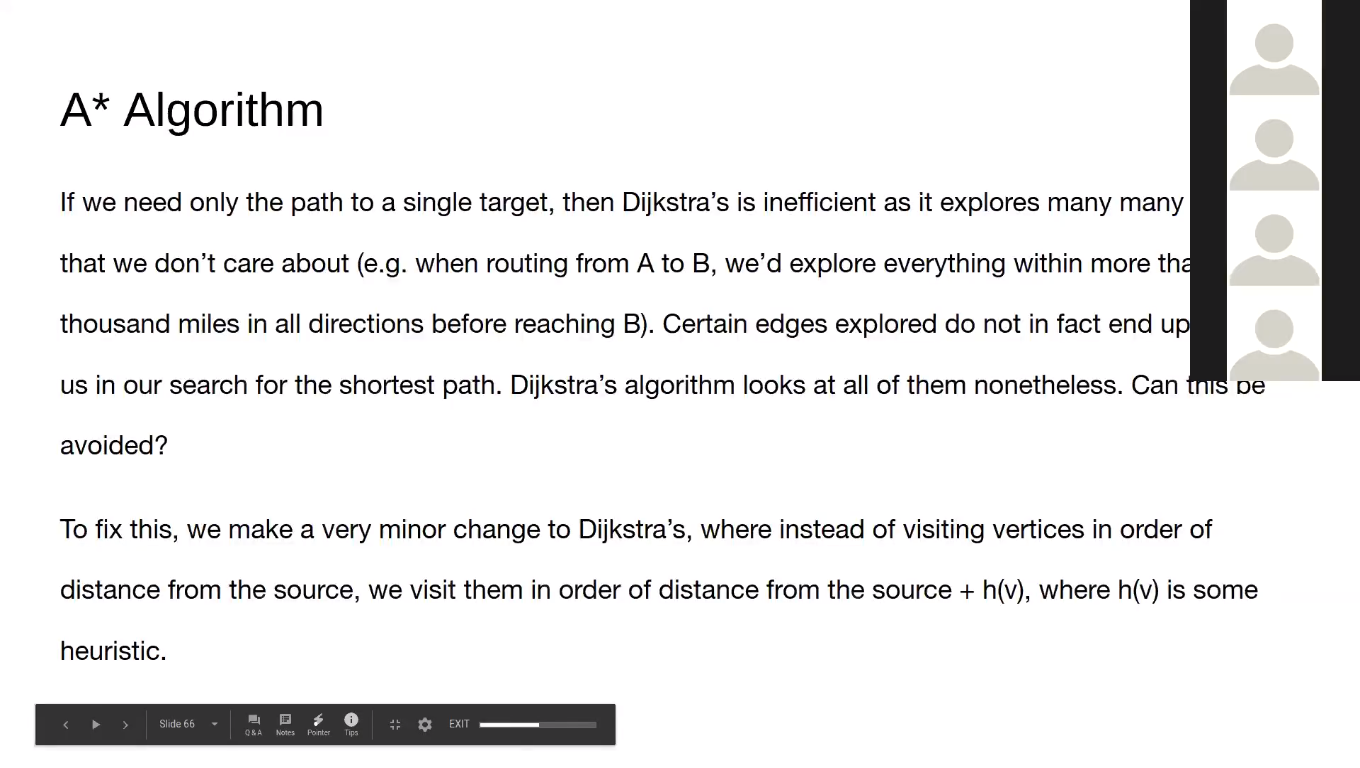 A* Algorithm
If we need only the path to a single target, then Dijkstra’s is inefficient as it explores many many
that we don’t care about (e.g. when routing from A to B, we’d explore everything within more
thousand miles in all directions before reaching B). Certain edges explored do not in fact end up
us in our search for the shortest path. Dijkstra’s algorithm looks at all of them nonetheless. Can this be
avoided?
To fix this, we make a very minor change to Dijkstra’s, where instead of visiting vertices in order of
distance from the source, we visit them in order of distance from the source + h(v), where h(v) is some
heuristic.
Slide 66 Q & A Notes Pointer Tips EXIT